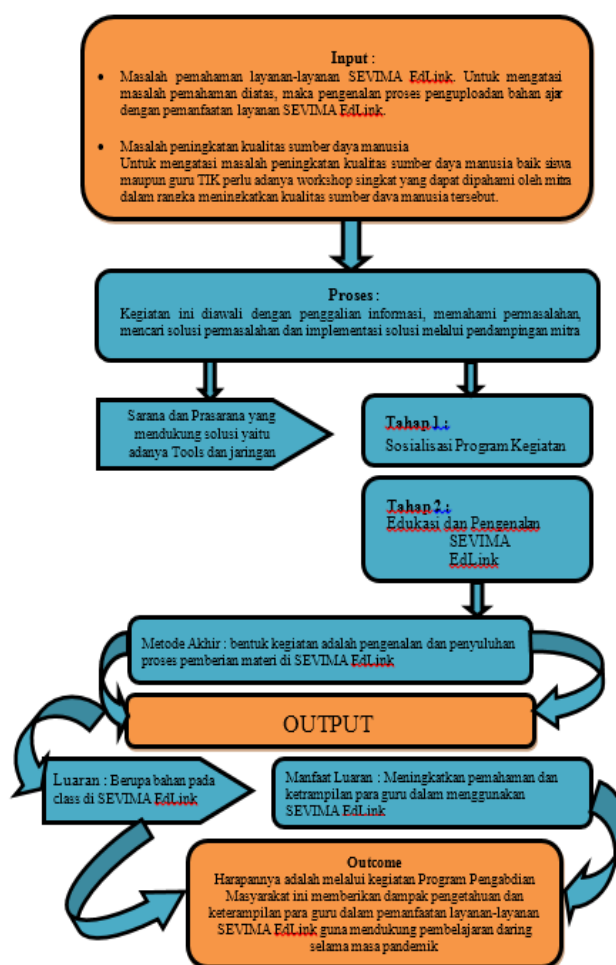 Input :
• Masalah pemahaman layanan-layanan SEVIMA EdLink. Untuk mengatasi
masalah pemahaman diatas, maka pengenalan proses penguploadan bahan ajar
dengan pemanfaatan layanan SEVIMA EdLink.
• Masalah peningkatan kualitas sumber daya manusia
Untuk mengatasi masalah peningkatan kualitas sumber daya manusia baik siswa
maupun guru TIK perlu adanya workshop singkat yang dapat dipahami oleh mitra
dalam rangka meningkatkan kualitas sumber daya manusia tersebut.
Proses :
Kegiatan ini diawali dengan penggalian informasi, memahami permasalahan,
mencari solusi permasalahan dan implementasi solusi melalui pendampingan mitra
Sarana dan Prasarana yang
mendukung solusi yaitu
adanya Tools dan jaringan
Tahap 1 :
Sosialisasi Program Kegiatan
Tahap 2 :
Edukasi dan Pengenalan
SEVIMA
EdLink
Metode Akhir : bentuk kegiatan adalah pengenalan dan penyuluhan
proses pemberian materi di SEVIMA EdLink
OUTPUT
Luaran : Berupa bahan pada
class di SEVIMA EdLink
Manfaat Luaran : Meningkatkan pemahaman dan
ketrampilan para guru dalam menggunakan
SEVIMA EdLink
Outcome
Harapannya adalah melalui kegiatan Program Pengabdian
Masyarakat ini memberikan dampak pengetahuan dan
keterampilan para guru dalam pemanfaatan layanan-layanan
SEVIMA EdLink guna mendukung pembelajaran daring
selama masa pandemik